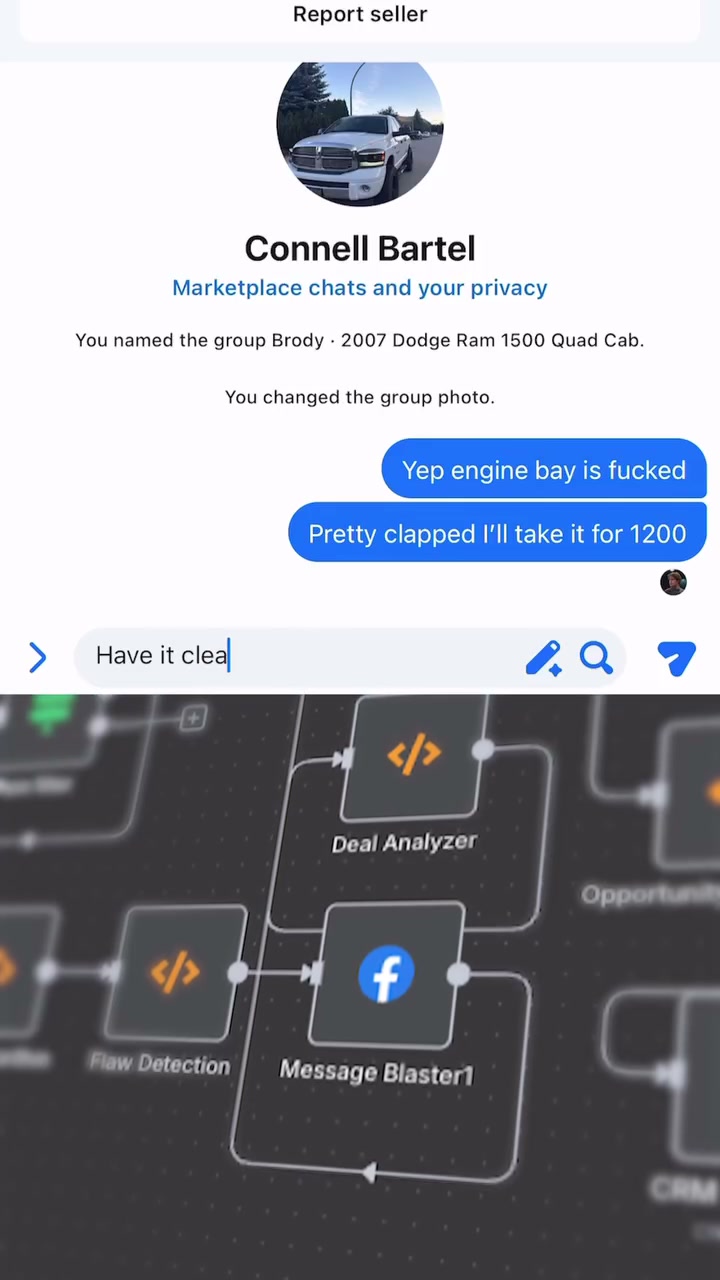 Report seller
Connell Bartel
Marketplace chats and your privacy
You named the group Brody · 2007 Dodge Ram 1500 Quad Cab.
You changed the group photo.
Yep engine bay is fucked
Pretty clapped I’ll take it for 1200
Have it clea
Deal Analyzer
Opportunity
Flaw Detection
Message Blaster1
CRM